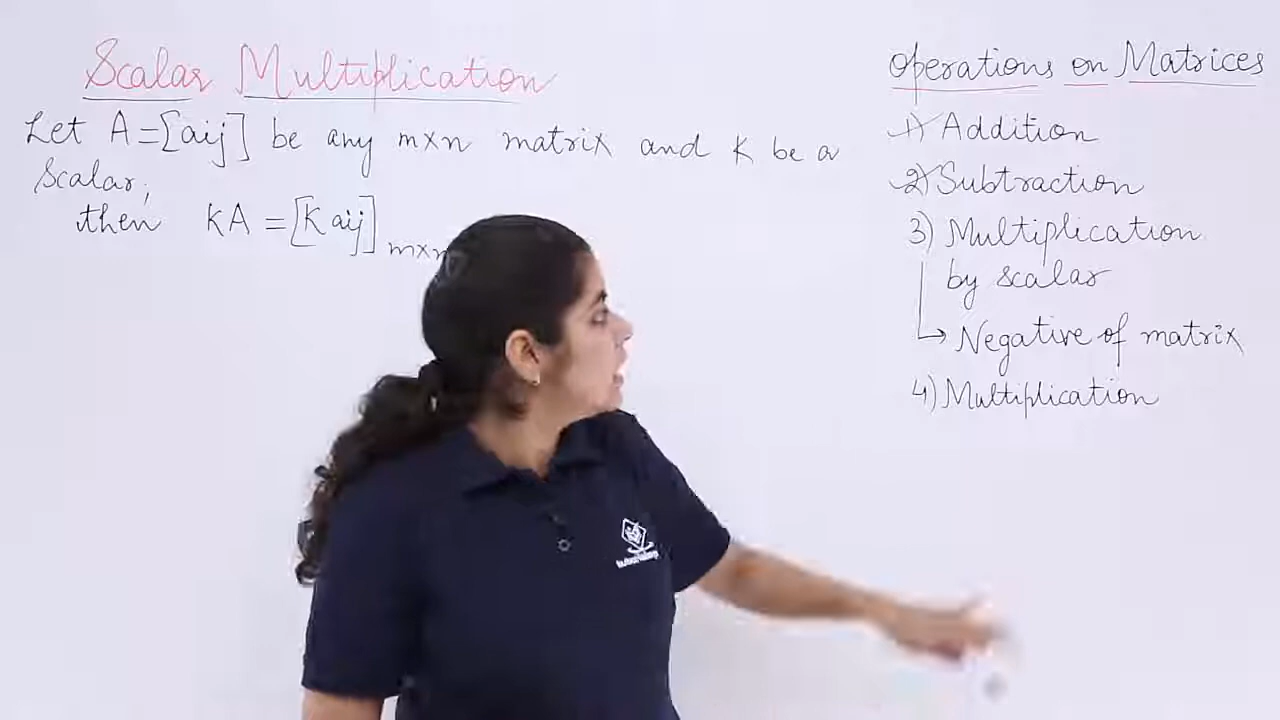 Scalar Multiplication
Let A=[aij] be any m×n matrix and K be a
Scalar,
then KA = [K aij] m×n
operations on Matrices
1) Addition
2) Subtraction
3) Multiplication
by scalar
↳ Negative of matrix
4) Multiplication